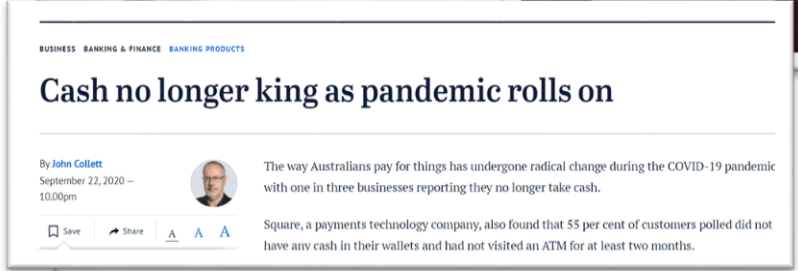 BUSINESS BANKING & FINANCE BANKING PRODUCTS
Cash no longer king as pandemic rolls on
By John Collett
September 22, 2020 —
10.00pm
Save Share A A A
The way Australians pay for things has undergone radical change during the COVID-19 pandemic
with one in three businesses reporting they no longer take cash.
Square, a payments technology company, also found that 55 per cent of customers polled did not
have any cash in their wallets and had not visited an ATM for at least two months.